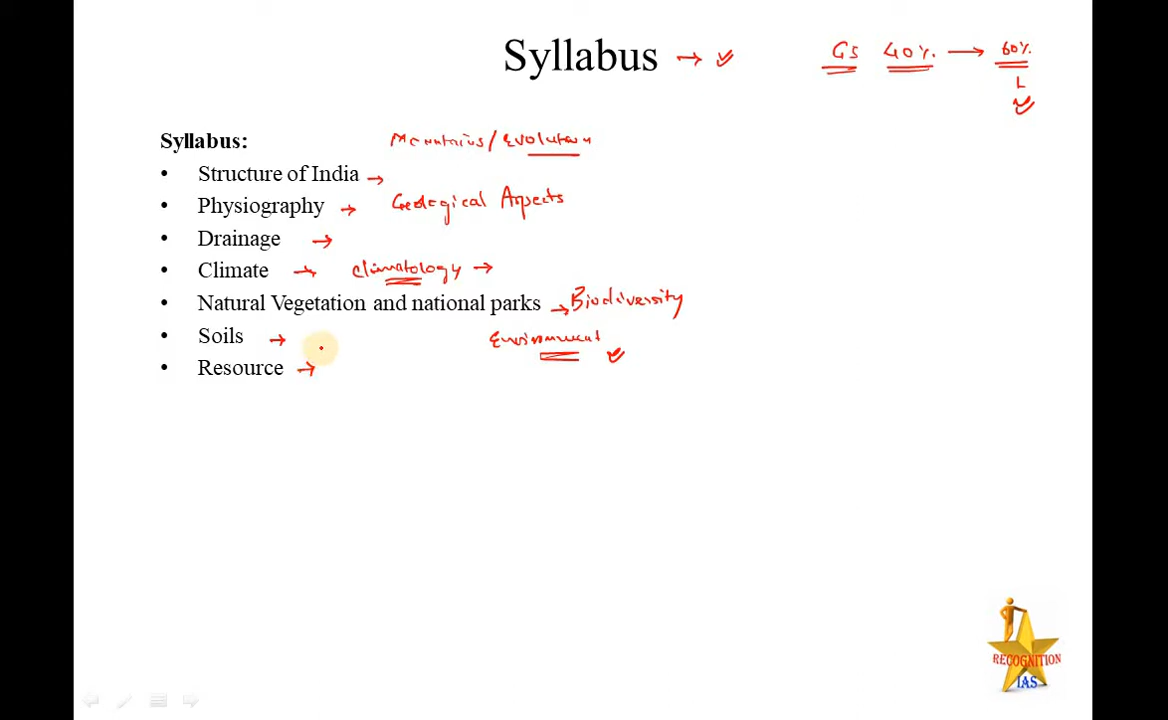 Syllabus → ✓ GS 40% → 60%
L
Syllabus: Mountains/Evolution
• Structure of India →
• Physiography → Geological Aspects
• Drainage →
• Climate → Climatology →
• Natural Vegetation and national parks → Biodiversity
• Soils → Environment ✓
• Resource →
RECOGNITION
IAS